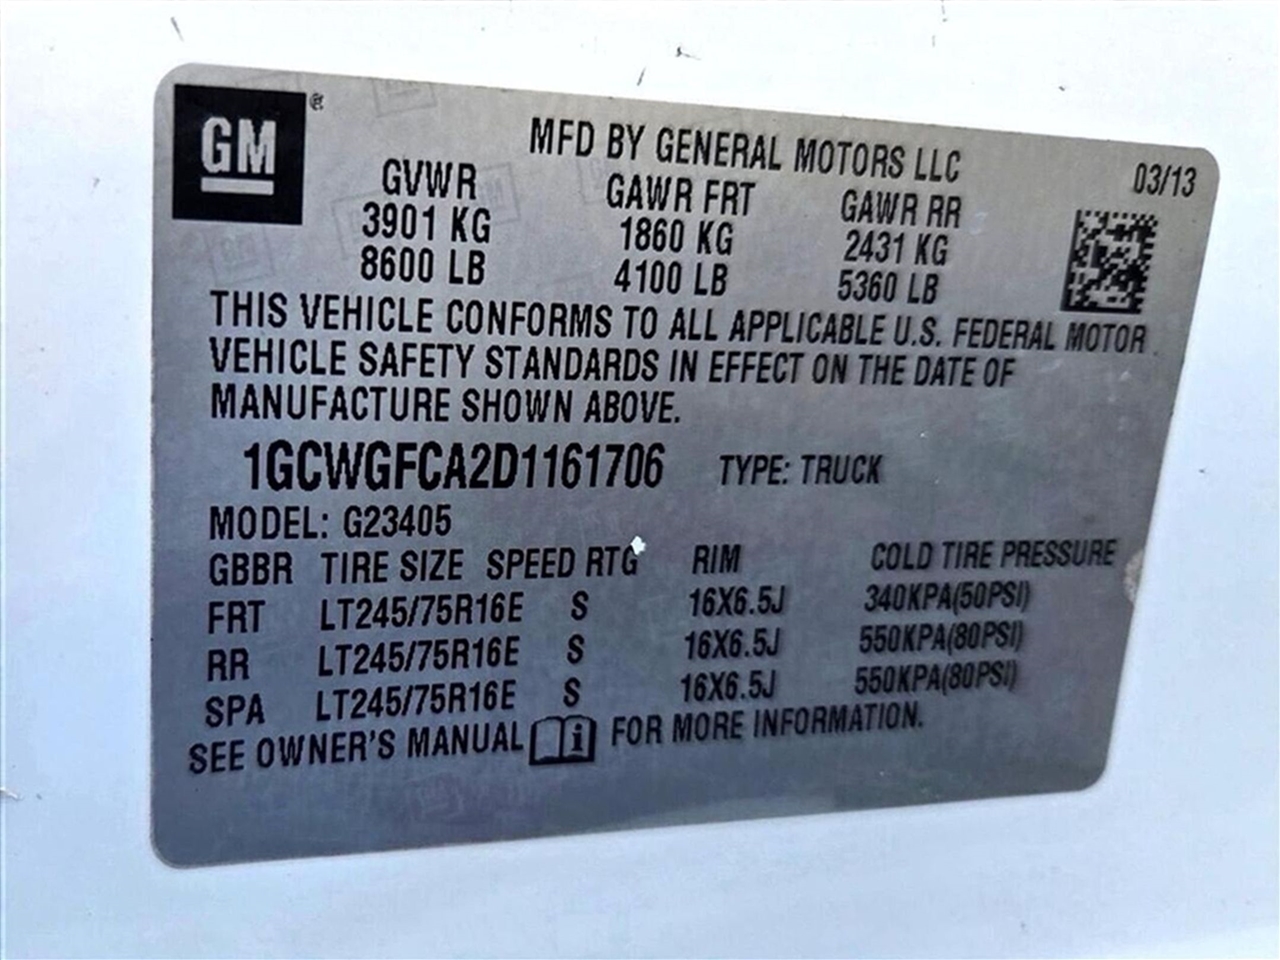 GM ®
MFD BY GENERAL MOTORS LLC 03/13
GVWR GAWR FRT GAWR RR
3901 KG 1860 KG 2431 KG
8600 LB 4100 LB 5360 LB
THIS VEHICLE CONFORMS TO ALL APPLICABLE U.S. FEDERAL MOTOR
VEHICLE SAFETY STANDARDS IN EFFECT ON THE DATE OF
MANUFACTURE SHOWN ABOVE.
1GCWGFCA2D1161706 TYPE: TRUCK
MODEL: G23405
GBBR TIRE SIZE SPEED RTG RIM COLD TIRE PRESSURE
FRT LT245/75R16E S 16X6.5J 340KPA(50PSI)
RR LT245/75R16E S 16X6.5J 550KPA(80PSI)
SPA LT245/75R16E S 16X6.5J 550KPA(80PSI)
SEE OWNER'S MANUAL i FOR MORE INFORMATION.